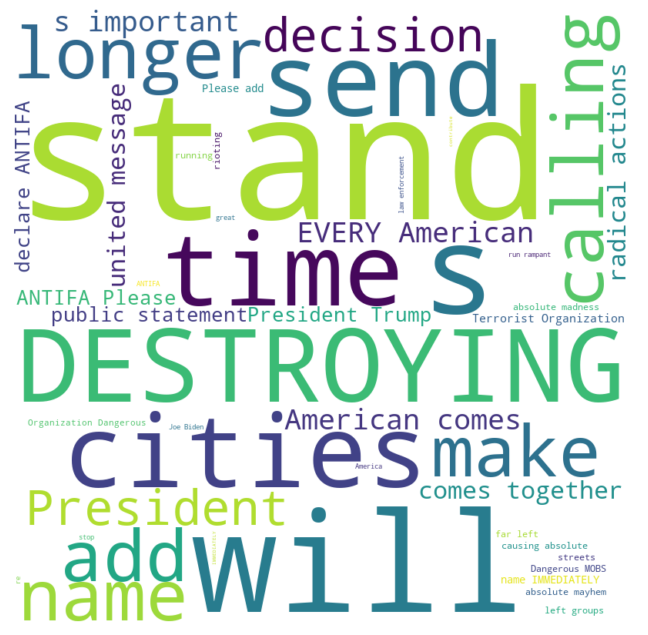 s important
longer
decision
send
calling
Please add
declare ANTIFA
united message
stand
running
rioting
law enforcement
great
radical actions
EVERY American
time
s
run rampant
ANTIFA
ANTIFA Please
absolute madness
public statement
President Trump
Terrorist Organization
DESTROYING
Organization Dangerous
Joe Biden
American comes
cities
make
America
comes together
President
will
stop
add
IMMEDIATELY
name
far left
causing absolute
streets
Dangerous MOBS
name IMMEDIATELY
absolute mayhem
left groups